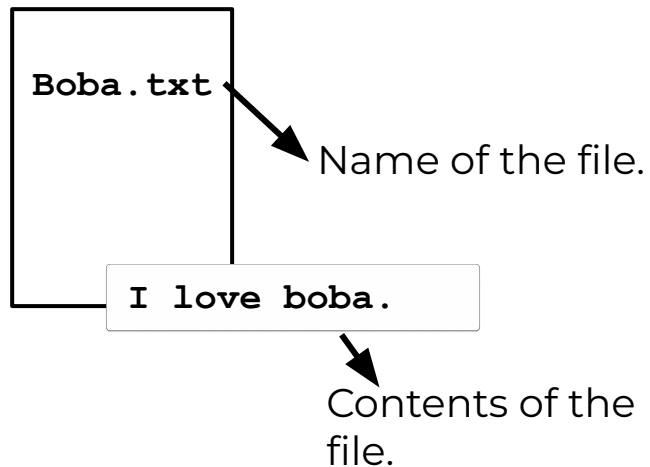 Boba.txt
Name of the file.
I love boba.
Contents of the
file.